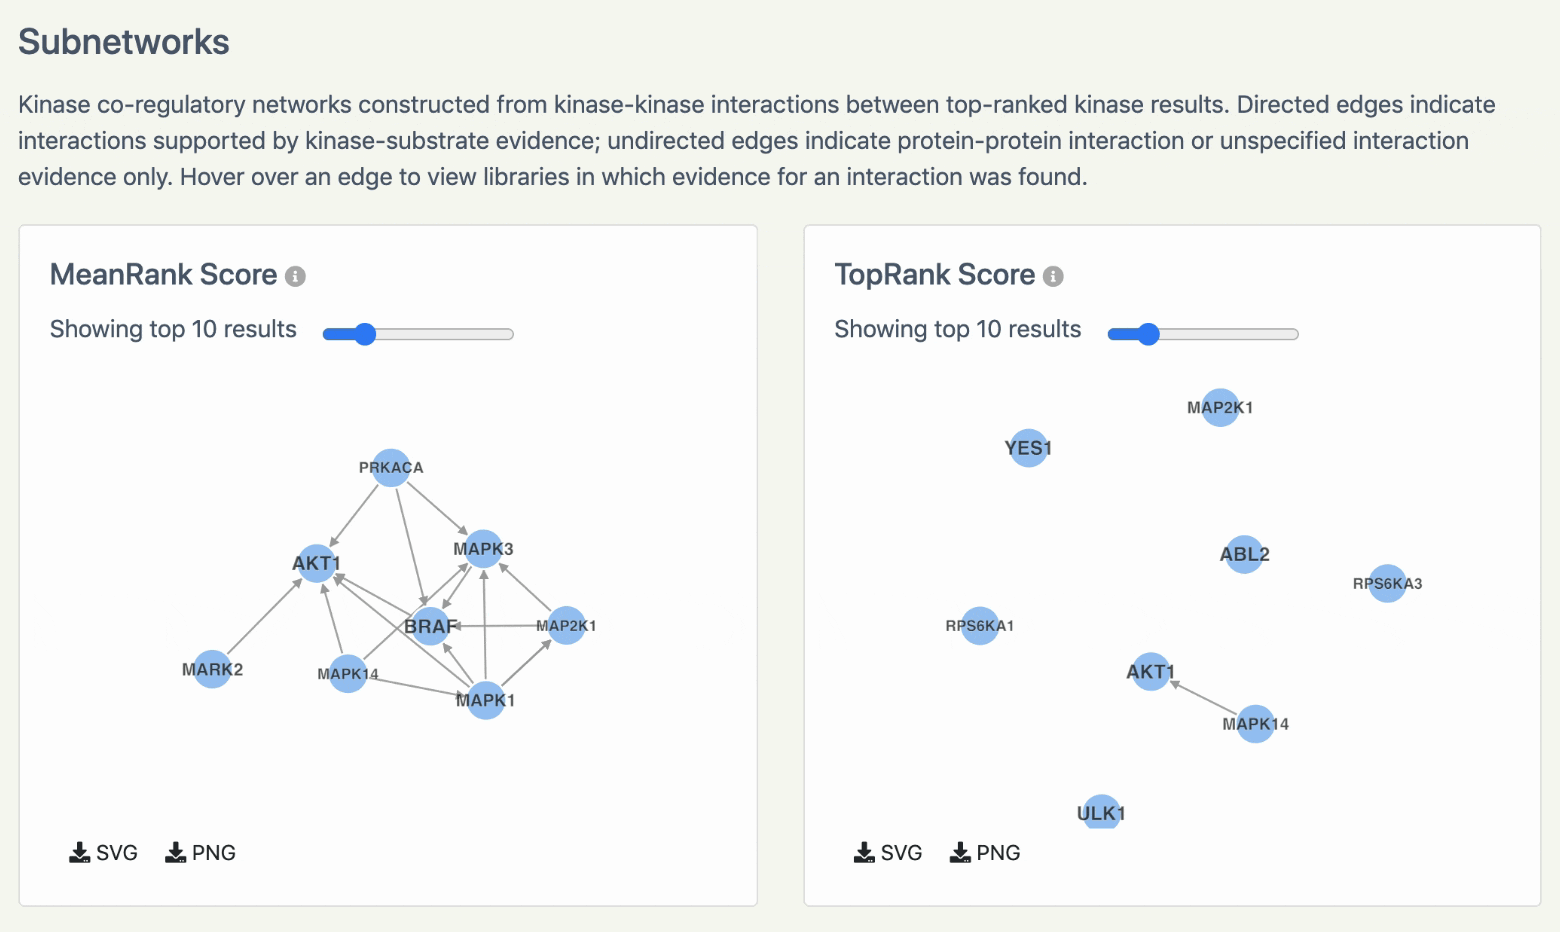 Subnetworks
Kinase co-regulatory networks constructed from kinase-kinase interactions between top-ranked kinase results. Directed edges indicate
interactions supported by kinase-substrate evidence; undirected edges indicate protein-protein interaction or unspecified interaction
evidence only. Hover over an edge to view libraries in which evidence for an interaction was found.
MeanRank Score
Showing top 10 results
PRKACA
MAPK3
AKT1
BRAF
MAP2K1
MARK2
MAPK14
MAPK1
SVG PNG
TopRank Score
Showing top 10 results
MAP2K1
YES1
ABL2
RPS6KA3
RPS6KA1
AKT1
MAPK14
ULK1
SVG PNG